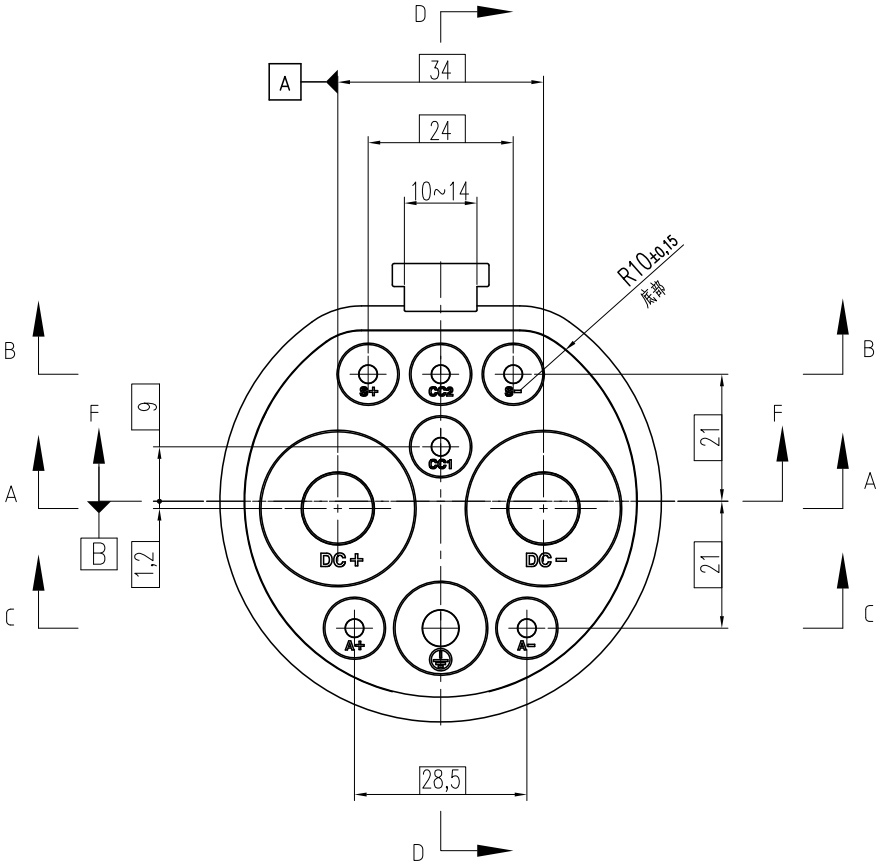 D
34
A
24
10~14
R10±0,15
底部
B
B
S+
CC2
S-
9
F
21
F
CC1
A
A
B
1,2
DC+
DC-
21
C
C
A+
A-
28,5
D